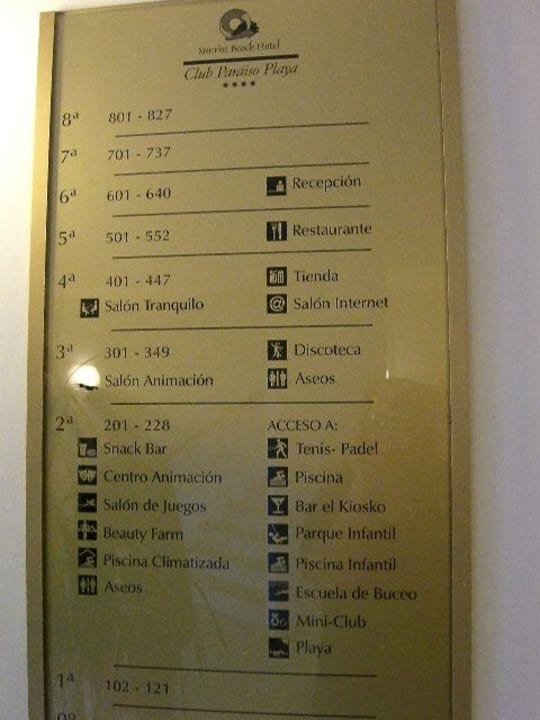 Sunrise Beach Hotel
Club Paraiso Playa
8ª 801 - 827
7ª 701 - 737
6ª 601 - 640 Recepción
5ª 501 - 552 Restaurante
4ª 401 - 447 Tienda
Salón Tranquilo Salón Internet
3ª 301 - 349 Discoteca
Salón Animación Aseos
2ª 201 - 228 ACCESO A:
Snack Bar Tenis- Padel
Centro Animación Piscina
Salón de Juegos Bar el Kiosko
Beauty Farm Parque Infantil
Piscina Climatizada Piscina Infantil
Aseos Escuela de Buceo
Mini-Club
Playa
1ª 102 - 121